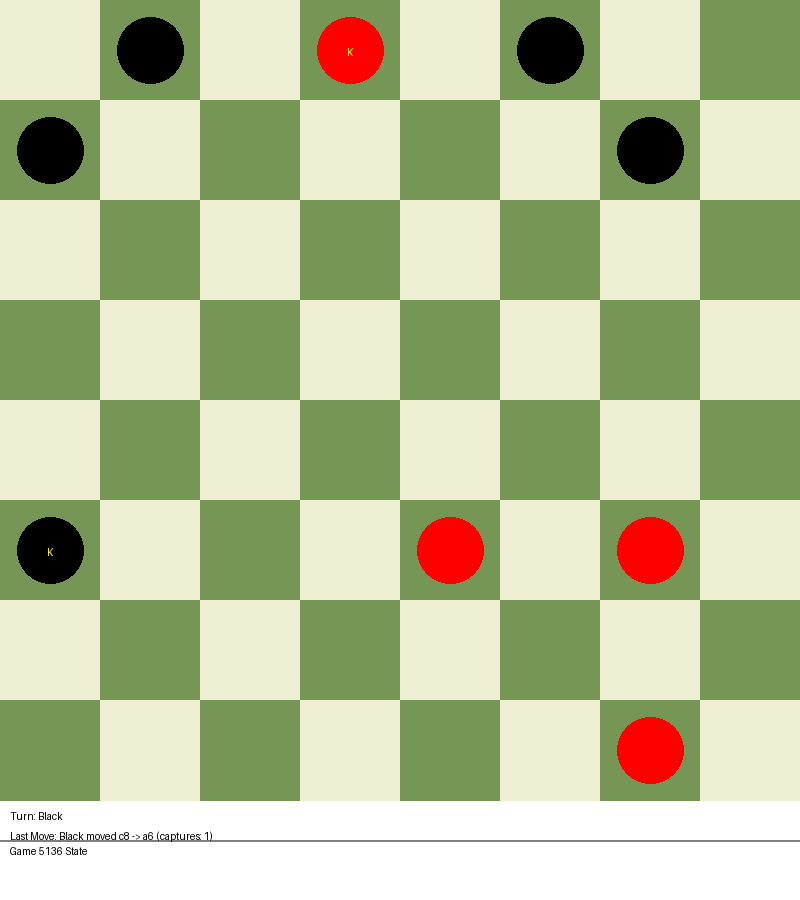 K
K
Turn: Black
Last Move: Black moved c8 -> a6 (captures: 1)
Game 5136 State